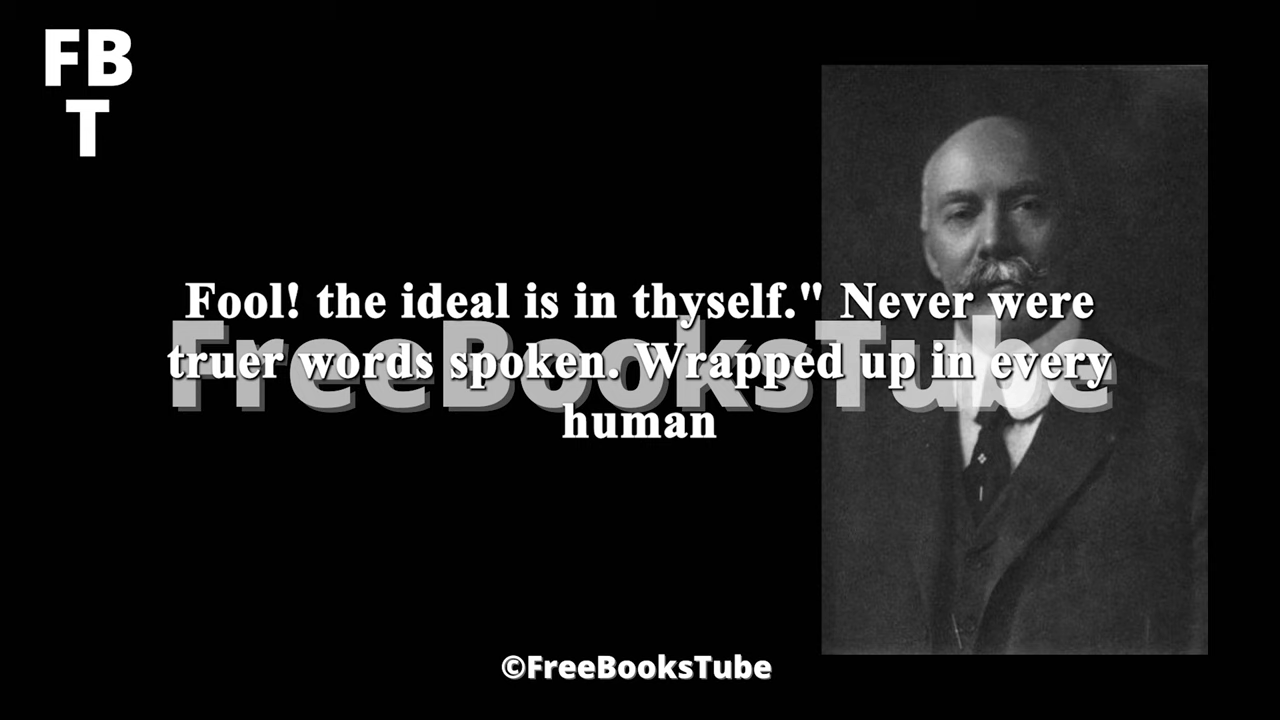 FB
T
Fool! the ideal is in thyself." Never were
truer words spoken. Wrapped up in every
human
FreeBooksTube
©FreeBooksTube